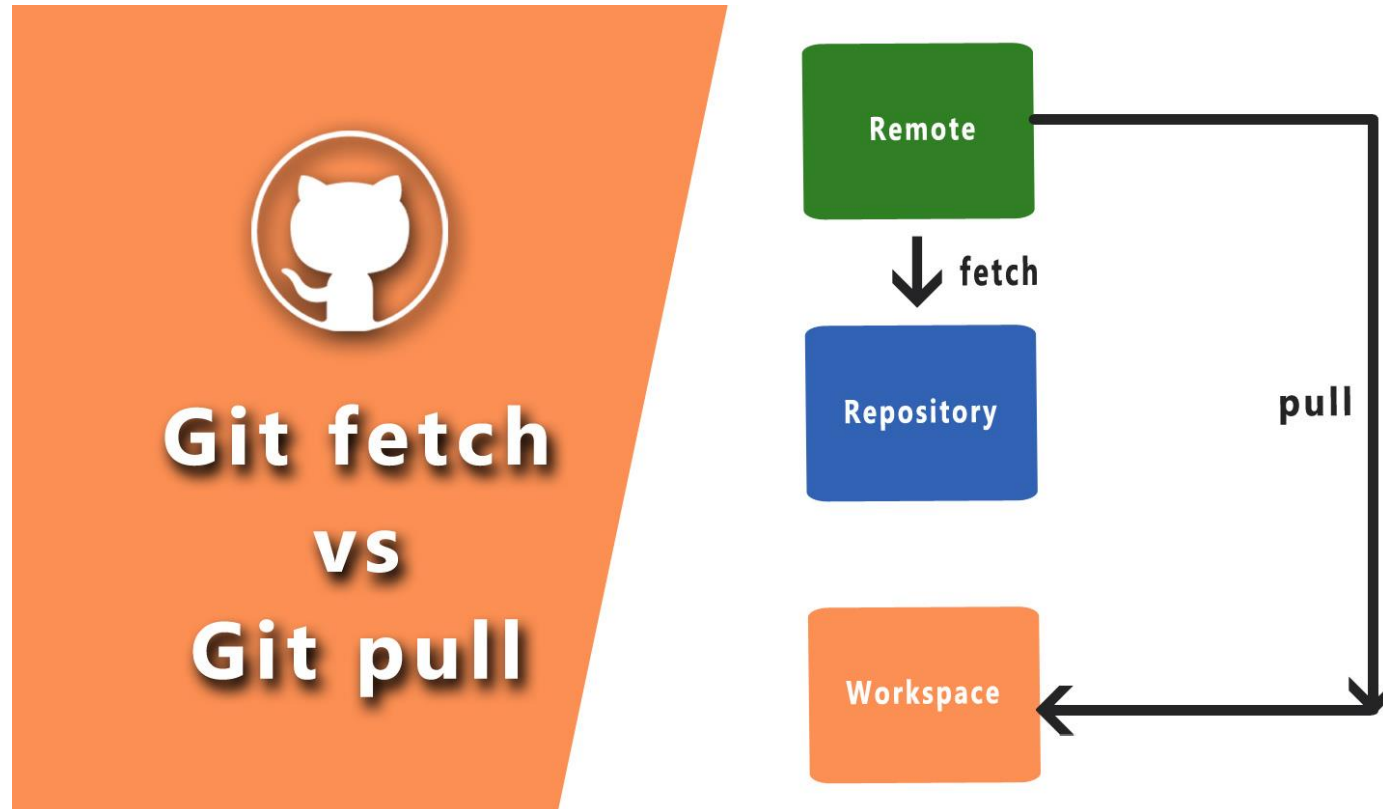 Git fetch
vs
Git pull
Remote
fetch
Repository
pull
Workspace